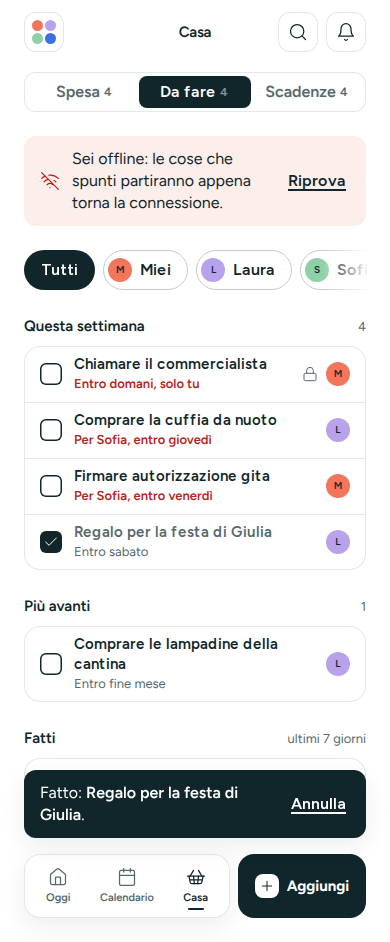 Casa
Spesa 4
Da fare 4
Scadenze 4
Sei offline: le cose che
spunti partiranno appena
torna la connessione.
Riprova
Tutti
M Miei
L Laura
S Sofi
Questa settimana 4
Chiamare il commercialista
Entro domani, solo tu
M
Comprare la cuffia da nuoto
Per Sofia, entro giovedì
L
Firmare autorizzazione gita
Per Sofia, entro venerdì
M
Regalo per la festa di Giulia
Entro sabato
L
Più avanti 1
Comprare le lampadine della
cantina
Entro fine mese
L
Fatti ultimi 7 giorni
Fatto: Regalo per la festa di
Giulia.
Annulla
Oggi
Calendario
Casa
Aggiungi